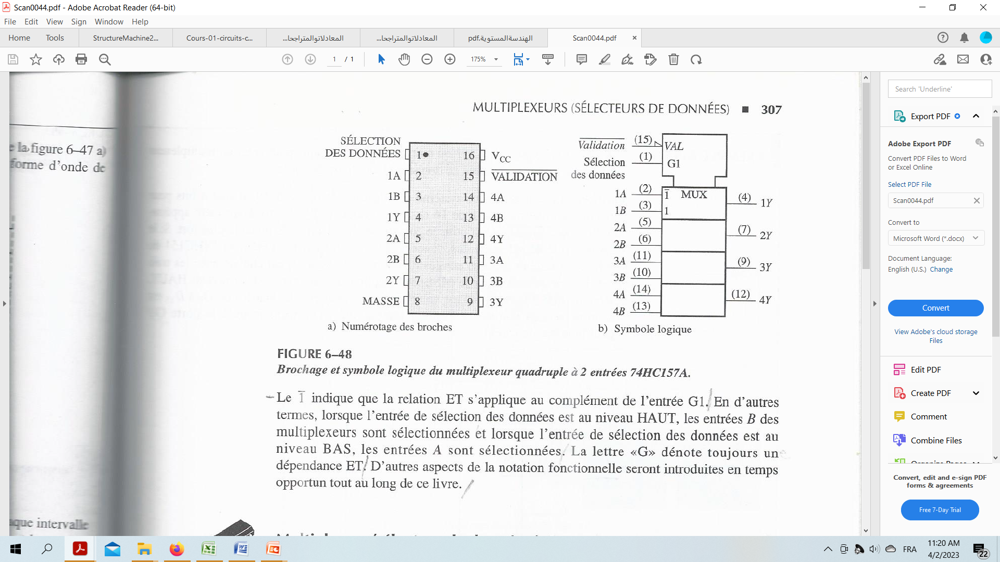 Scan0044.pdf - Adobe Acrobat Reader (64-bit)
File Edit View Sign Window Help
Home Tools StructureMachine2... Cours-01-circuits-c... المعادلاتوالمتراجحا... المعادلاتوالمتراجحا... الهندسةالمستوية.pdf Scan0044.pdf ×
1 / 1 175%
MULTIPLEXEURS (SÉLECTEURS DE DONNÉES) ■ 307
e la figure 6–47 a)
forme d'onde de
SÉLECTION
DES DONNÉES 1 16 VCC
1A 2 15 \overline{VALIDATION}
1B 3 14 4A
1Y 4 13 4B
2A 5 12 4Y
2B 6 11 3A
2Y 7 10 3B
MASSE 8 9 3Y
a) Numérotage des broches
\overline{Validation} (15) VAL
Sélection (1) G1
des données
1A (2) \overline{1} MUX (4) 1Y
1B (3) 1
2A (5) (7) 2Y
2B (6)
3A (11) (9) 3Y
3B (10)
4A (14) (12) 4Y
4B (13)
b) Symbole logique
FIGURE 6–48
Brochage et symbole logique du multiplexeur quadruple à 2 entrées 74HC157A.
Le \overline{1} indique que la relation ET s'applique au complément de l'entrée G1. En d'autres
termes, lorsque l'entrée de sélection des données est au niveau HAUT, les entrées B des
multiplexeurs sont sélectionnées et lorsque l'entrée de sélection des données est au
niveau BAS, les entrées A sont sélectionnées. La lettre «G» dénote toujours un
dépendance ET. D'autres aspects de la notation fonctionnelle seront introduites en temps
opportun tout au long de ce livre.
que intervalle
Search 'Underline'
Export PDF
Adobe Export PDF
Convert PDF Files to Word
or Excel Online
Select PDF File
Scan0044.pdf
Convert to
Microsoft Word (*.docx)
Document Language:
English (U.S.) Change
Convert
View Adobe's cloud storage
Files
Edit PDF
Create PDF
Comment
Combine Files
Organize Pages
Convert, edit and e-sign PDF
forms & agreements
Free 7-Day Trial
FRA 11:20 AM
4/2/2023 22